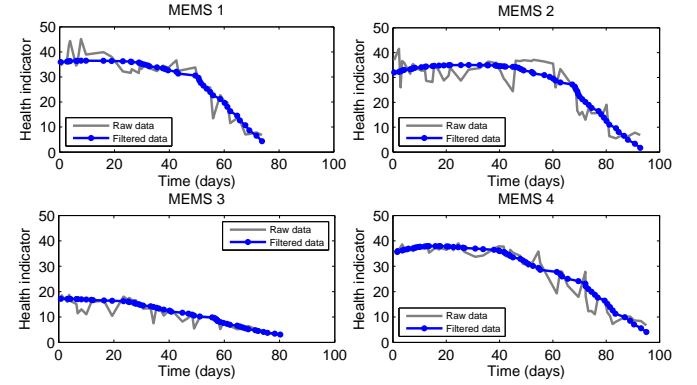 MEMS 1
50
40
30
20
10
0
Health indicator
Raw data
Filtered data
0 20 40 60 80 100
Time (days)
MEMS 2
50
40
30
20
10
0
Health indicator
Raw data
Filtered data
0 20 40 60 80 100
Time (days)
MEMS 3
50
40
30
20
10
0
Health indicator
Raw data
Filtered data
0 20 40 60 80 100
Time (days)
MEMS 4
50
40
30
20
10
0
Health indicator
Raw data
Filtered data
0 20 40 60 80 100
Time (days)